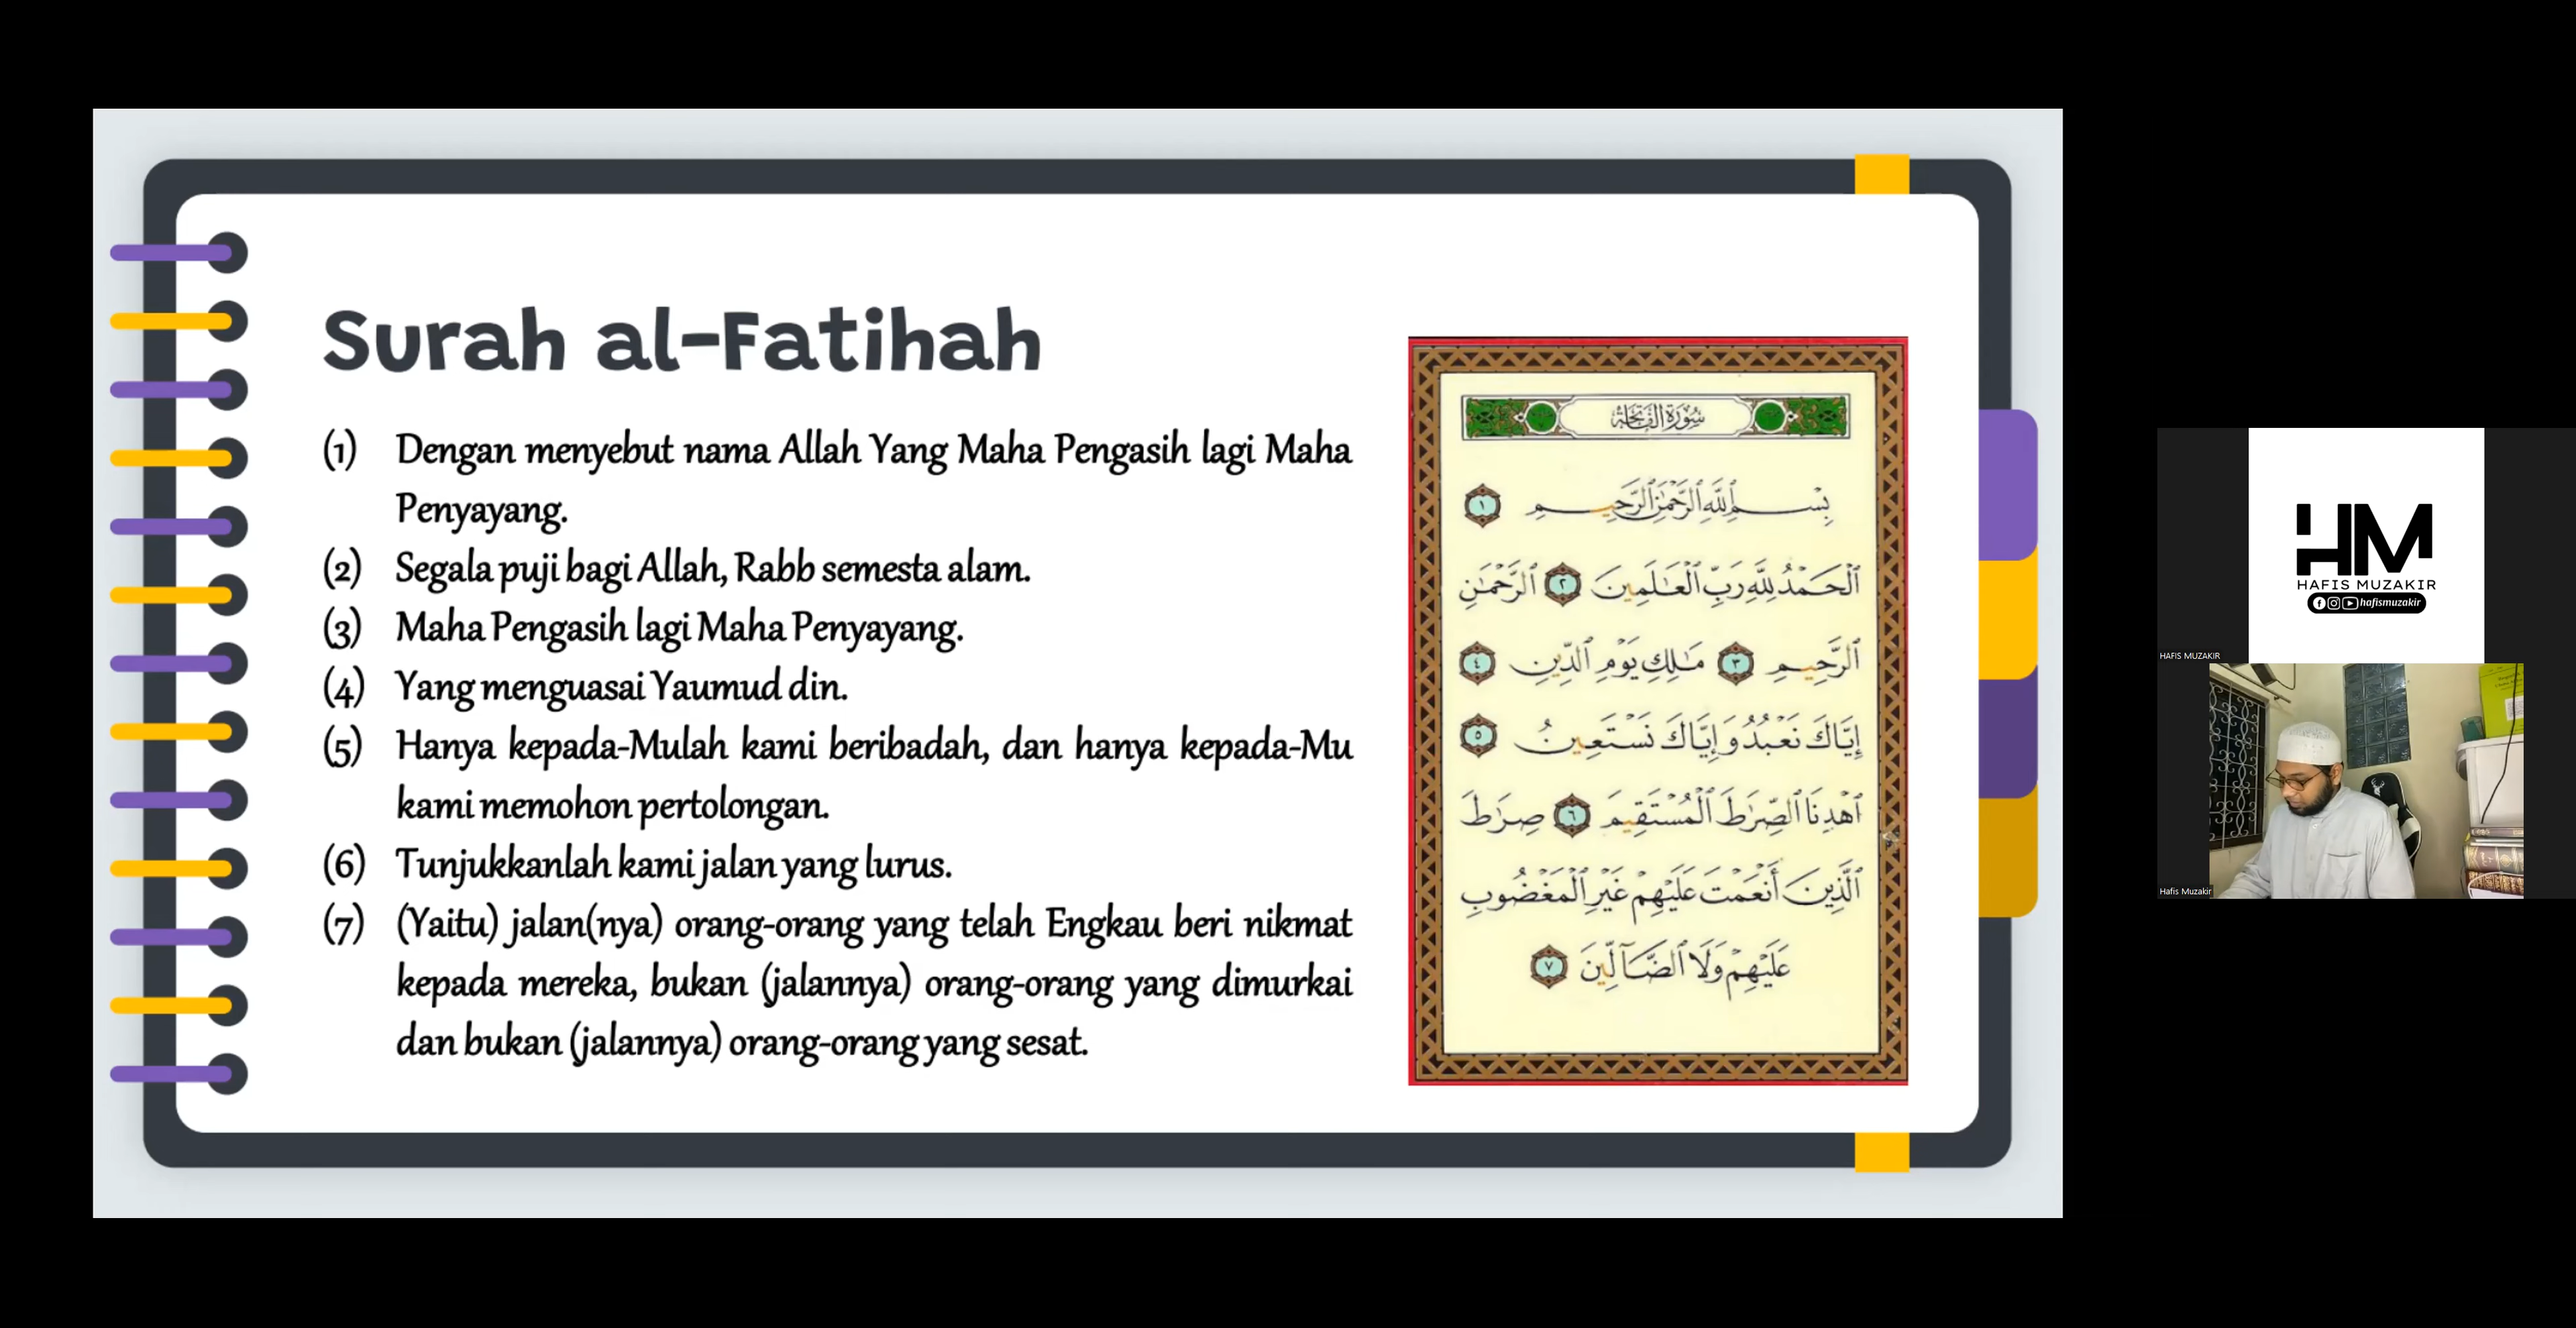 Surah al-Fatihah
(1) Dengan menyebut nama Allah Yang Maha Pengasih lagi Maha
Penyayang.
(2) Segala puji bagi Allah, Rabb semesta alam.
(3) Maha Pengasih lagi Maha Penyayang.
(4) Yang menguasai Yaumud din.
(5) Hanya kepada-Mulah kami beribadah, dan hanya kepada-Mu
kami memohon pertolongan.
(6) Tunjukkanlah kami jalan yang lurus.
(7) (Yaitu) jalan(nya) orang-orang yang telah Engkau beri nikmat
kepada mereka, bukan (jalannya) orang-orang yang dimurkai
dan bukan (jalannya) orang-orang yang sesat.
سُورَةُ الفَاتِحَةِ
بِسْمِ ٱللَّهِ ٱلرَّحْمَٰنِ ٱلرَّحِيمِ ١
ٱلْحَمْدُ لِلَّهِ رَبِّ ٱلْعَٰلَمِينَ ٢ ٱلرَّحْمَٰنِ
ٱلرَّحِيمِ ٣ مَٰلِكِ يَوْمِ ٱلدِّينِ ٤
إِيَّاكَ نَعْبُدُ وَإِيَّاكَ نَسْتَعِينُ ٥
ٱهْدِنَا ٱلصِّرَٰطَ ٱلْمُسْتَقِيمَ ٦ صِرَٰطَ
ٱلَّذِينَ أَنْعَمْتَ عَلَيْهِمْ غَيْرِ ٱلْمَغْضُوبِ
عَلَيْهِمْ وَلَا ٱلضَّآلِّينَ ٧
HM
HAFIS MUZAKIR
hafismuzakir
HAFIS MUZAKIR
Hafis Muzakir